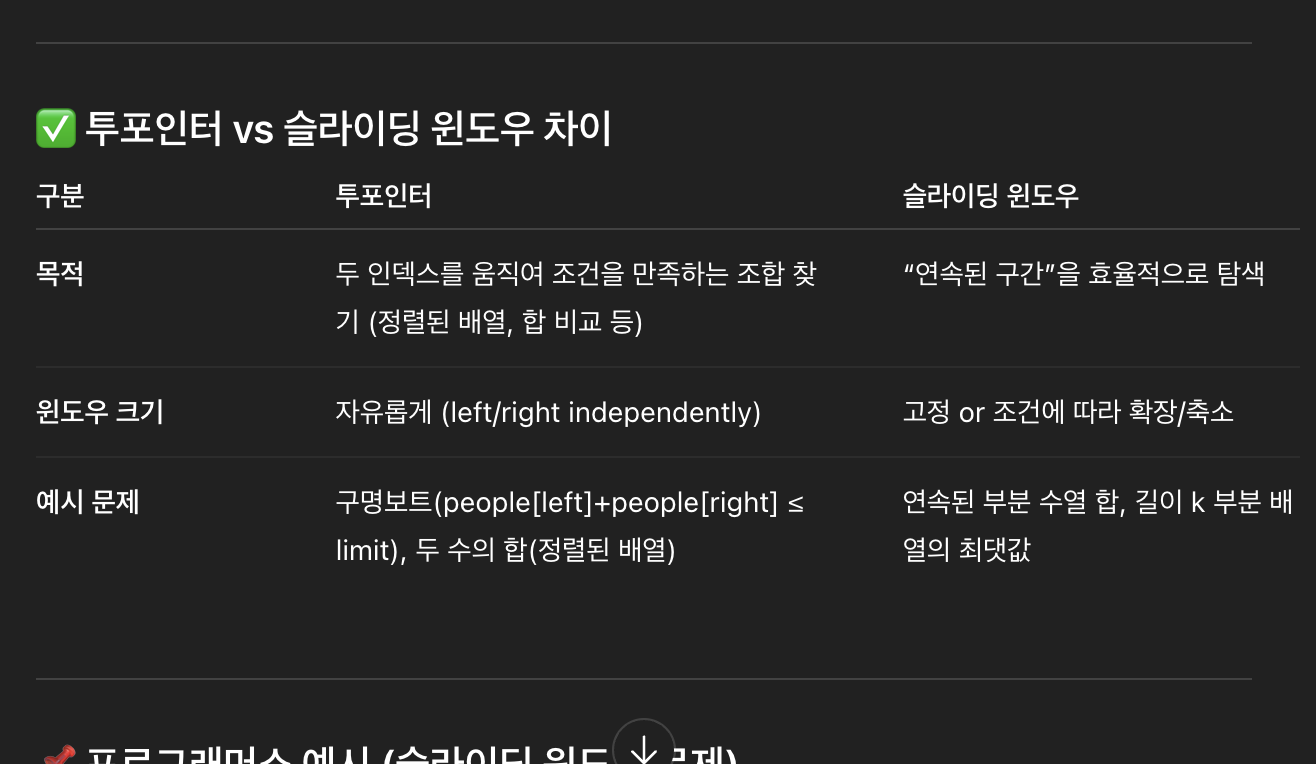 ✅ 투포인터 vs 슬라이딩 윈도우 차이
구분 투포인터 슬라이딩 윈도우
목적 두 인덱스를 움직여 조건을 만족하는 조합 찾 “연속된 구간”을 효율적으로 탐색
기 (정렬된 배열, 합 비교 등)
윈도우 크기 자유롭게 (left/right independently) 고정 or 조건에 따라 확장/축소
예시 문제 구명보트(people[left]+people[right] ≤ 연속된 부분 수열 합, 길이 k 부분 배
limit), 두 수의 합(정렬된 배열) 열의 최댓값
📌 프로그래머스 예시 (슬라이딩